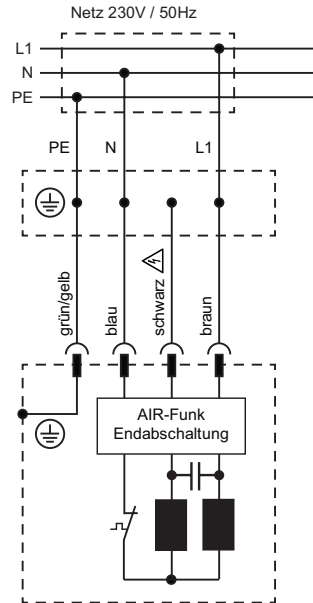 Netz 230V / 50Hz
L1
N
PE
PE
N
L1
grün/gelb
blau
schwarz
braun
AIR-Funk
Endabschaltung